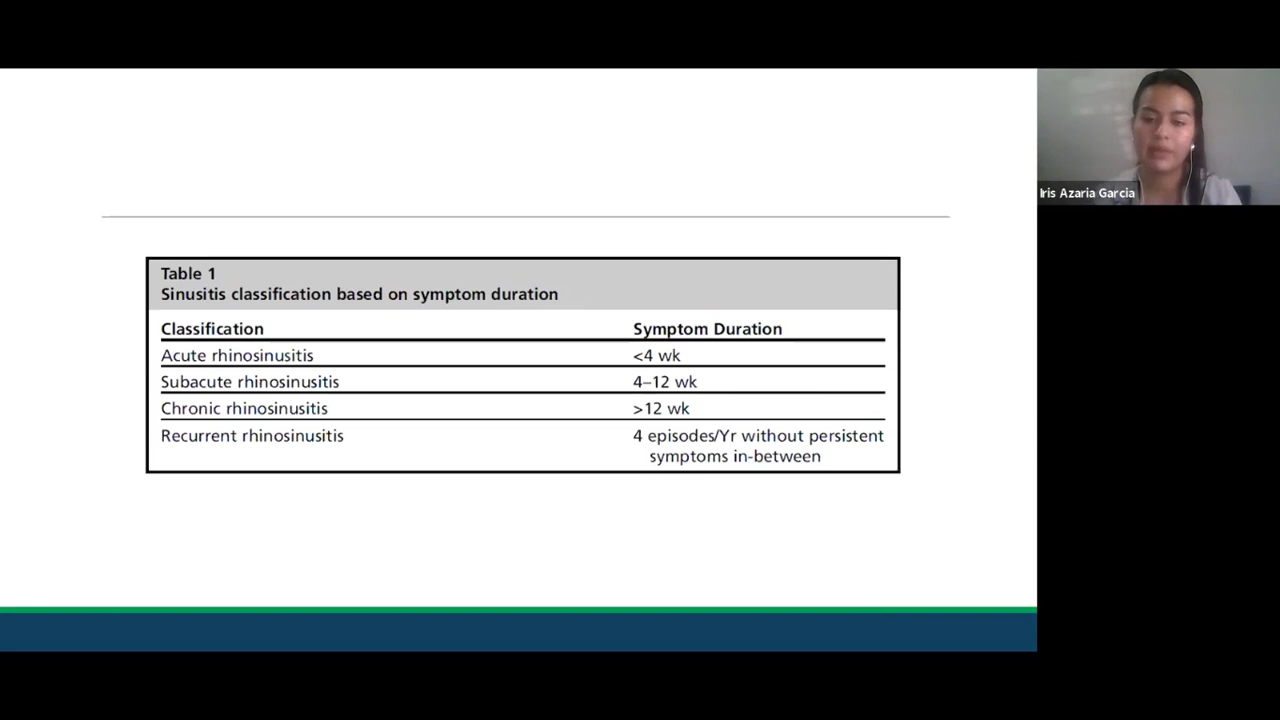 Table 1
Sinusitis classification based on symptom duration
Classification Symptom Duration
Acute rhinosinusitis <4 wk
Subacute rhinosinusitis 4–12 wk
Chronic rhinosinusitis >12 wk
Recurrent rhinosinusitis 4 episodes/Yr without persistent
symptoms in-between
Iris Azaria Garcia